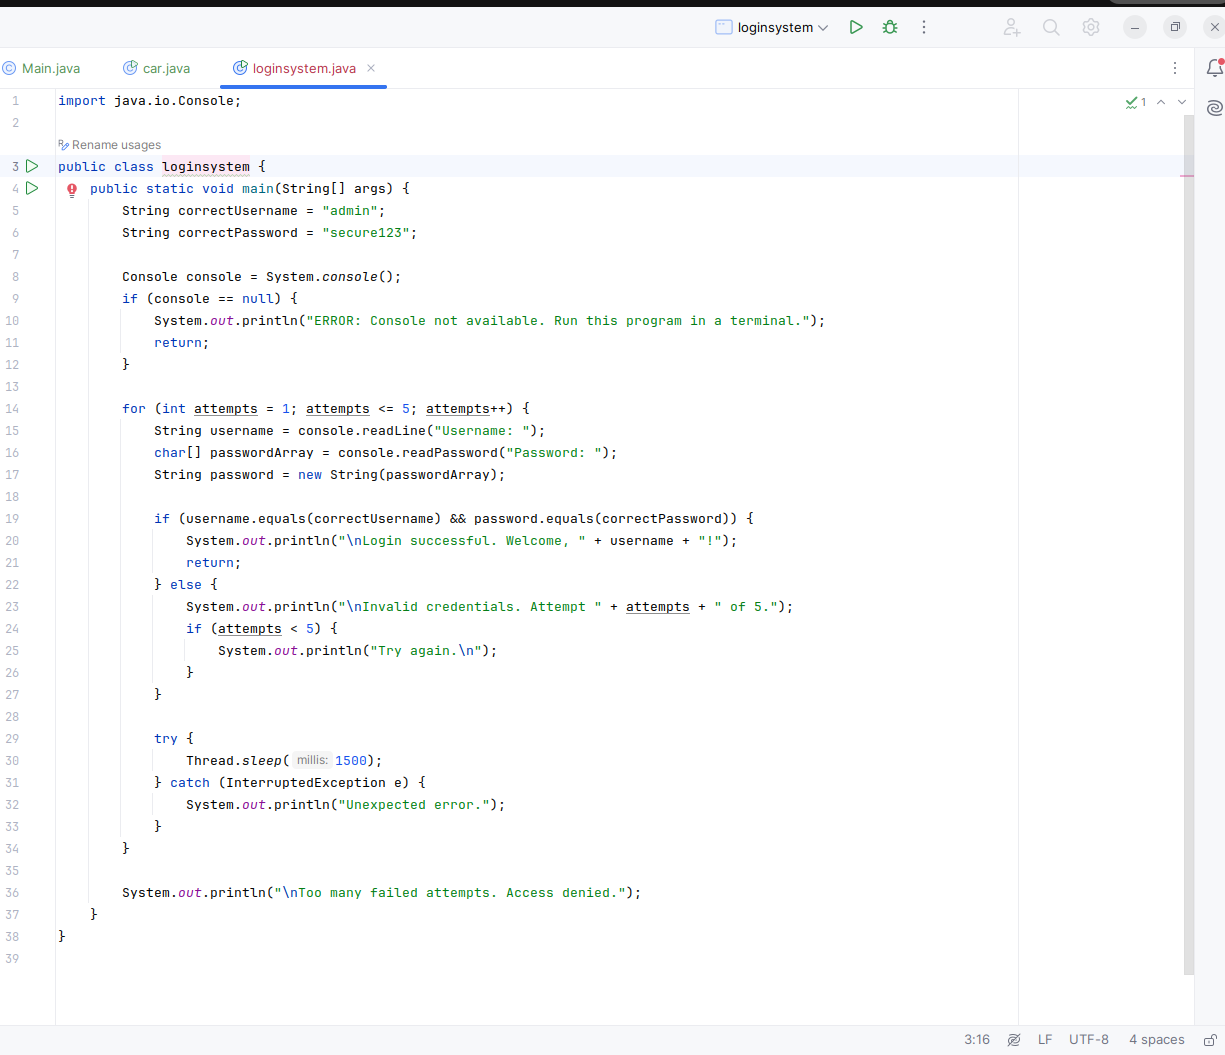 loginsystem
Main.java
car.java
loginsystem.java
1 import java.io.Console;
1
2
Rename usages
3 public class loginsystem {
4 public static void main(String[] args) {
5 String correctUsername = "admin";
6 String correctPassword = "secure123";
7
8 Console console = System.console();
9 if (console == null) {
10 System.out.println("ERROR: Console not available. Run this program in a terminal.");
11 return;
12 }
13
14 for (int attempts = 1; attempts <= 5; attempts++) {
15 String username = console.readLine("Username: ");
16 char[] passwordArray = console.readPassword("Password: ");
17 String password = new String(passwordArray);
18
19 if (username.equals(correctUsername) && password.equals(correctPassword)) {
20 System.out.println("\nLogin successful. Welcome, " + username + "!");
21 return;
22 } else {
23 System.out.println("\nInvalid credentials. Attempt " + attempts + " of 5.");
24 if (attempts < 5) {
25 System.out.println("Try again.\n");
26 }
27 }
28
29 try {
30 Thread.sleep( millis: 1500);
31 } catch (InterruptedException e) {
32 System.out.println("Unexpected error.");
33 }
34 }
35
36 System.out.println("\nToo many failed attempts. Access denied.");
37 }
38 }
39
3:16 LF UTF-8 4 spaces